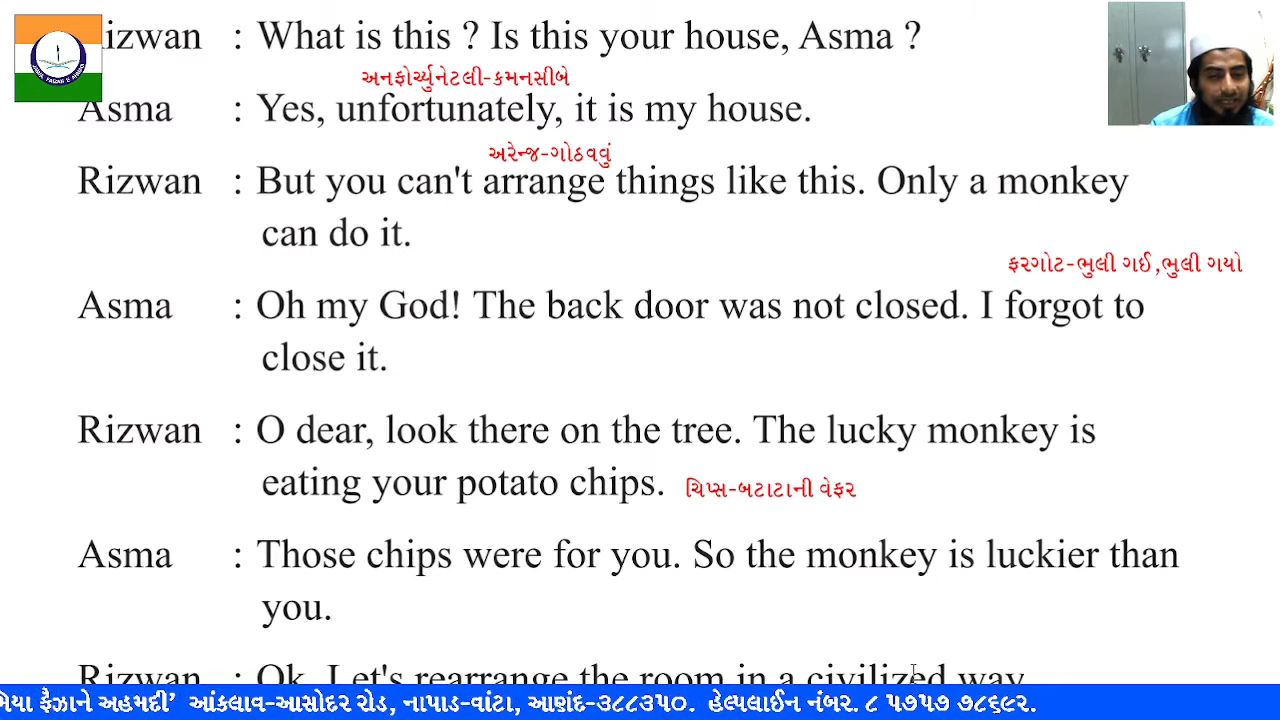 Rizwan : What is this ? Is this your house, Asma ?
અનફોર્ચ્યુનેટલી-કમનસીબે
Asma : Yes, unfortunately, it is my house.
અરેન્જ-ગોઠવવું
Rizwan : But you can't arrange things like this. Only a monkey
can do it.
ફરગોટ-ભુલી ગઈ,ભુલી ગયો
Asma : Oh my God! The back door was not closed. I forgot to
close it.
Rizwan : O dear, look there on the tree. The lucky monkey is
eating your potato chips. ચિપ્સ-બટાટાની વેફર
Asma : Those chips were for you. So the monkey is luckier than
you.
Rizwan : Ok. Let's rearrange the room in a civilized way.
મિયા ફૈઝાને અહમદી’ આંકલાવ-આસોદર રોડ, નાપાડ-વાંટા, આણંદ-૩૮૮૩૫૦. હેલ્પલાઈન નંબર. ૮ ૫૭૫૭ ૭૮૬૯૨.